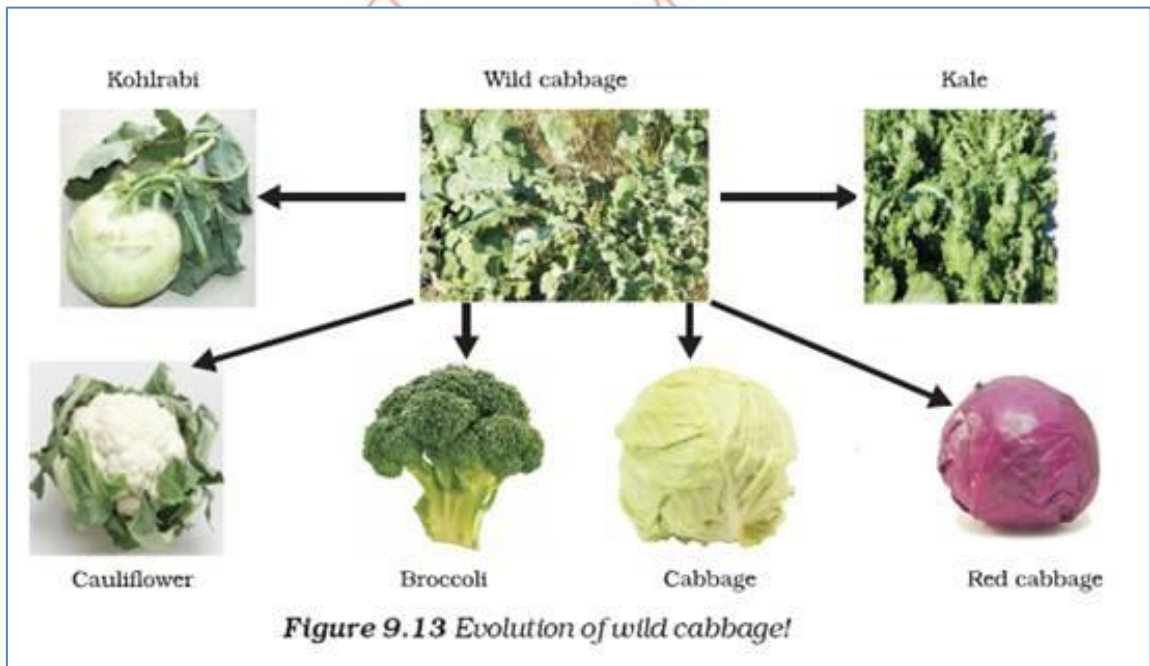 Kohlrabi Wild cabbage Kale
Cauliflower Broccoli Cabbage Red cabbage
Figure 9.13 Evolution of wild cabbage!